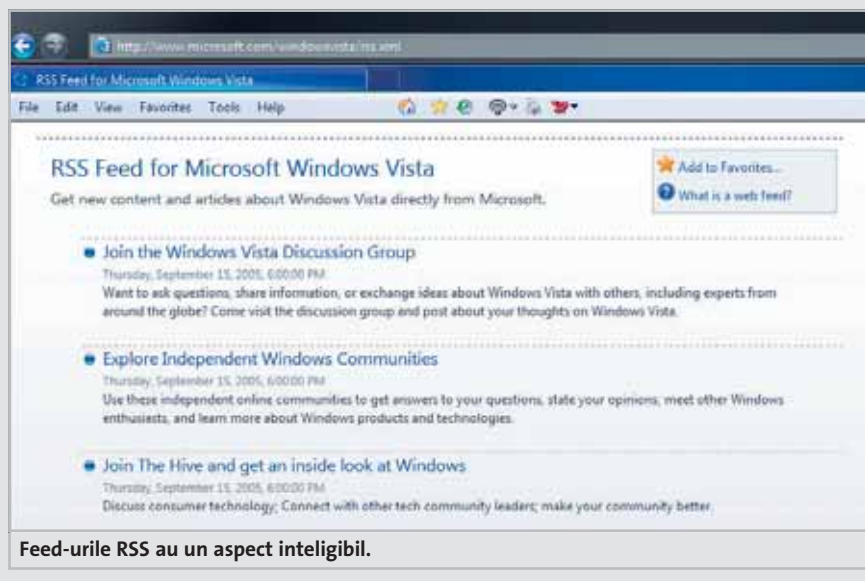 http://www.microsoft.com/windowsvista/rss.xml
RSS Feed for Microsoft Windows Vista
File Edit View Favorites Tools Help
RSS Feed for Microsoft Windows Vista
Get new content and articles about Windows Vista directly from Microsoft.
Add to Favorites...
What is a web feed?
Join the Windows Vista Discussion Group
Thursday, September 15, 2005, 6:00:00 PM
Want to ask questions, share information, or exchange ideas about Windows Vista with others, including experts from
around the globe? Come visit the discussion group and post about your thoughts on Windows Vista.
Explore Independent Windows Communities
Thursday, September 15, 2005, 6:00:00 PM
Use these independent online communities to get answers to your questions, state your opinions, meet other Windows
enthusiasts, and learn more about Windows products and technologies.
Join The Hive and get an inside look at Windows
Thursday, September 15, 2005, 6:00:00 PM
Discuss consumer technology; Connect with other tech community leaders; make your community better.
Feed-urile RSS au un aspect inteligibil.